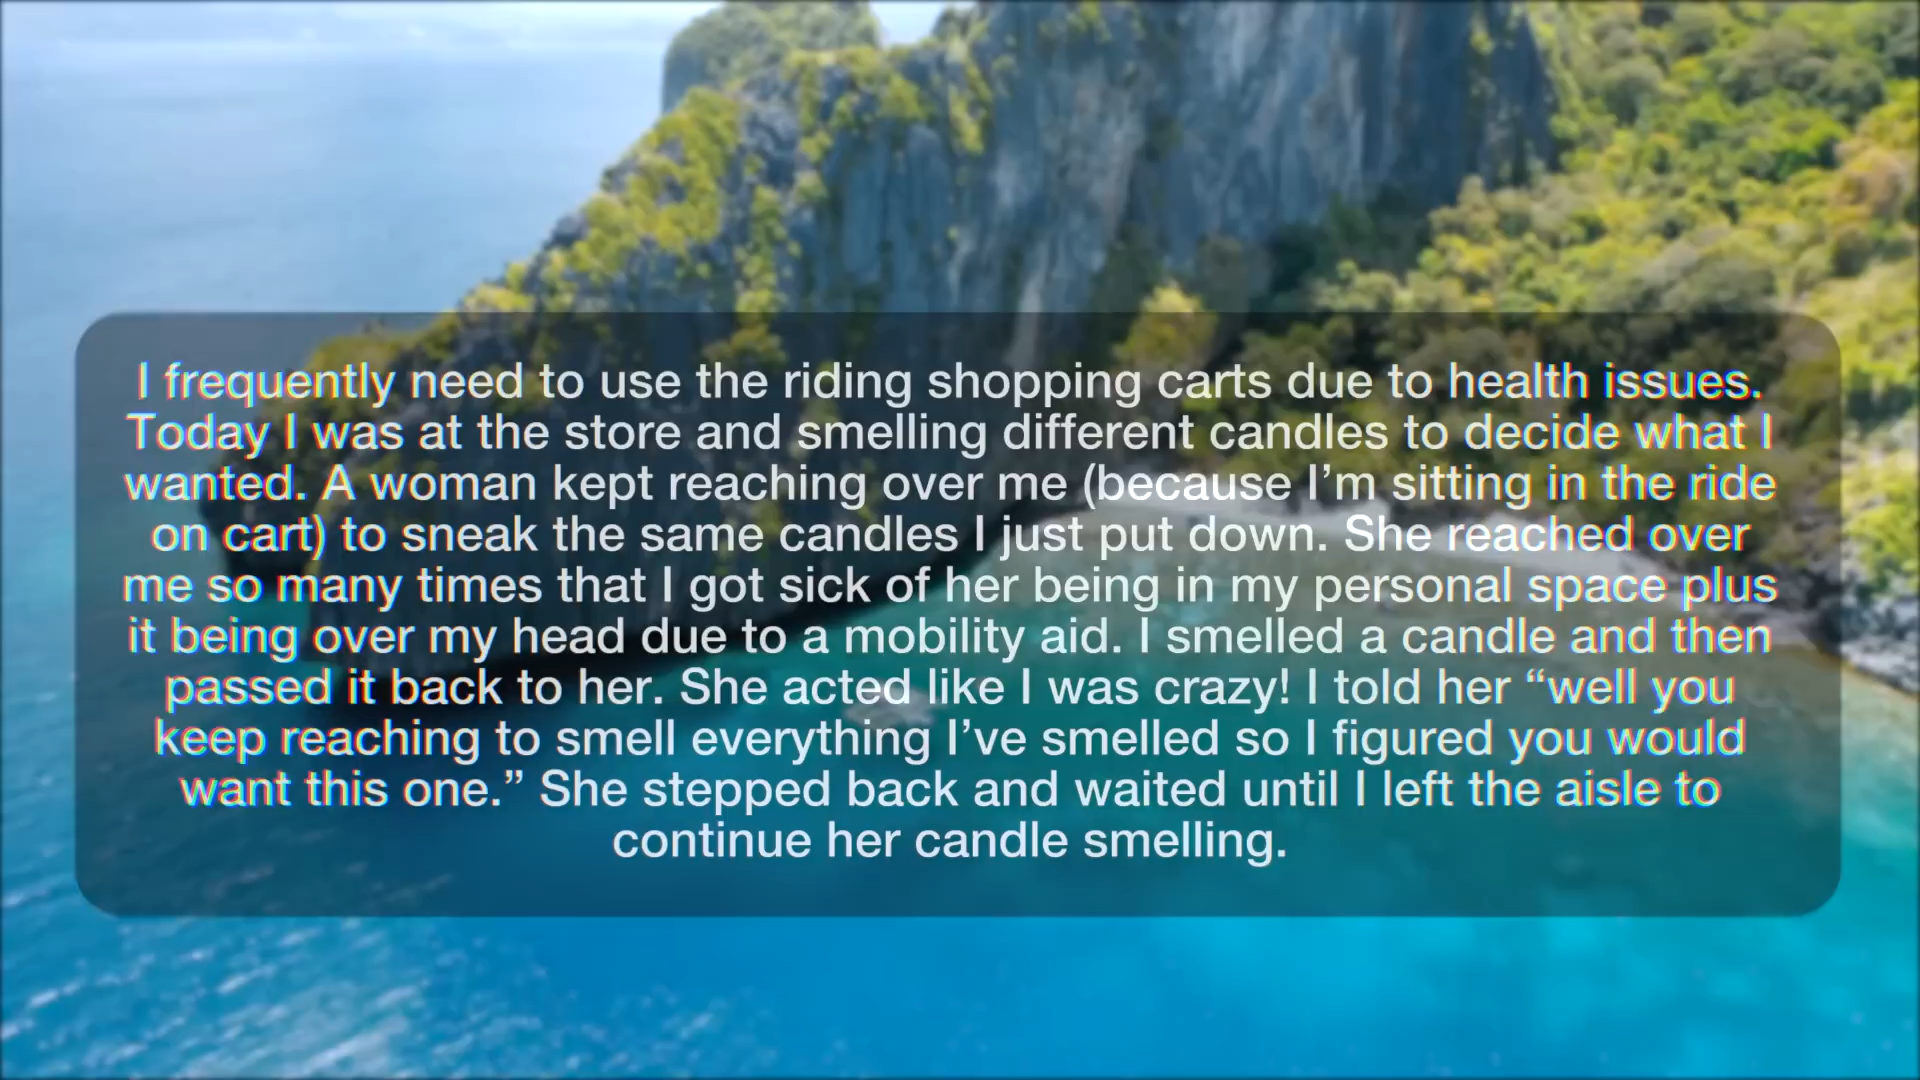 I frequently need to use the riding shopping carts due to health issues.
Today I was at the store and smelling different candles to decide what I
wanted. A woman kept reaching over me (because I’m sitting in the ride
on cart) to sneak the same candles I just put down. She reached over
me so many times that I got sick of her being in my personal space plus
it being over my head due to a mobility aid. I smelled a candle and then
passed it back to her. She acted like I was crazy! I told her “well you
keep reaching to smell everything I’ve smelled so I figured you would
want this one.” She stepped back and waited until I left the aisle to
continue her candle smelling.